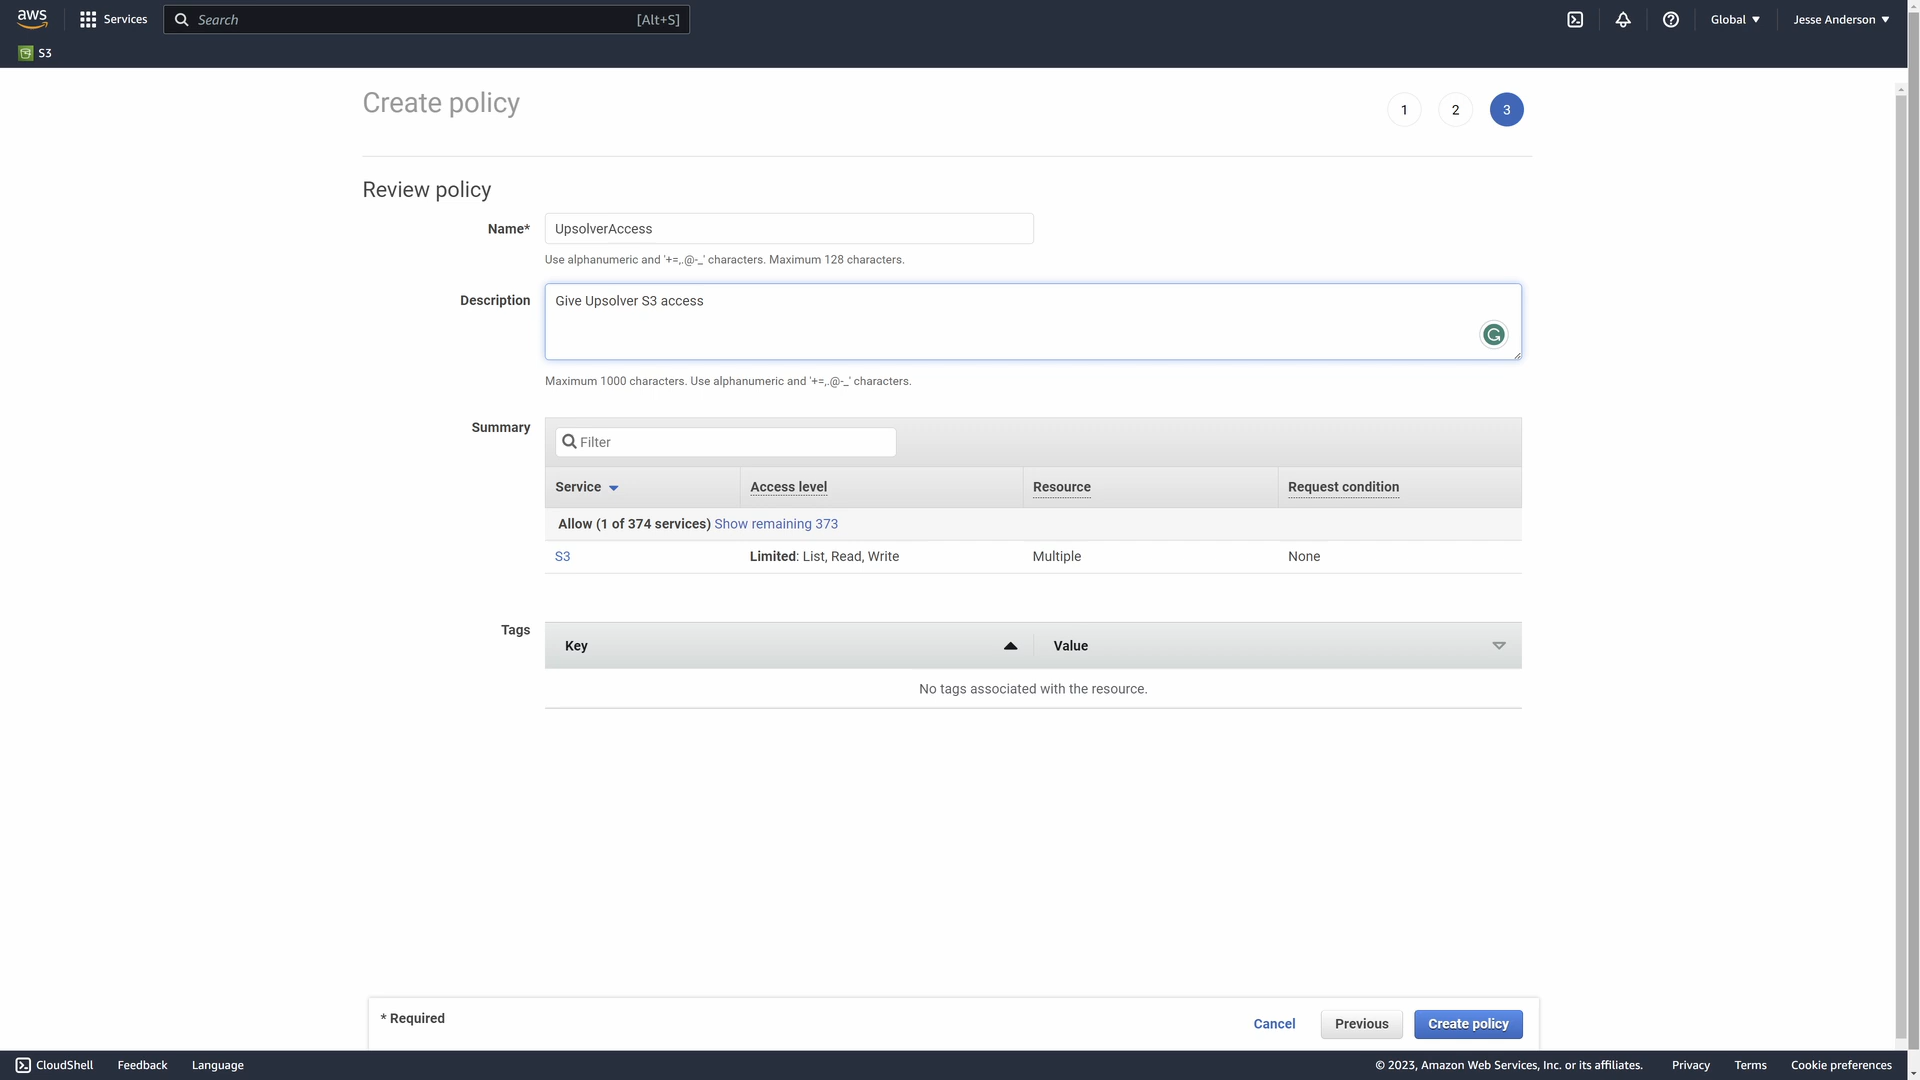 aws Services Search [Alt+S] Global Jesse Anderson
S3
Create policy 1 2 3
Review policy
Name* UpsolverAccess
Use alphanumeric and '+=,.@-_' characters. Maximum 128 characters.
Description Give Upsolver S3 access
Maximum 1000 characters. Use alphanumeric and '+=,.@-_' characters.
Summary Filter
Service Access level Resource Request condition
Allow (1 of 374 services) Show remaining 373
S3 Limited: List, Read, Write Multiple None
Tags Key Value
No tags associated with the resource.
* Required Cancel Previous Create policy
CloudShell Feedback Language © 2023, Amazon Web Services, Inc. or its affiliates. Privacy Terms Cookie preferences